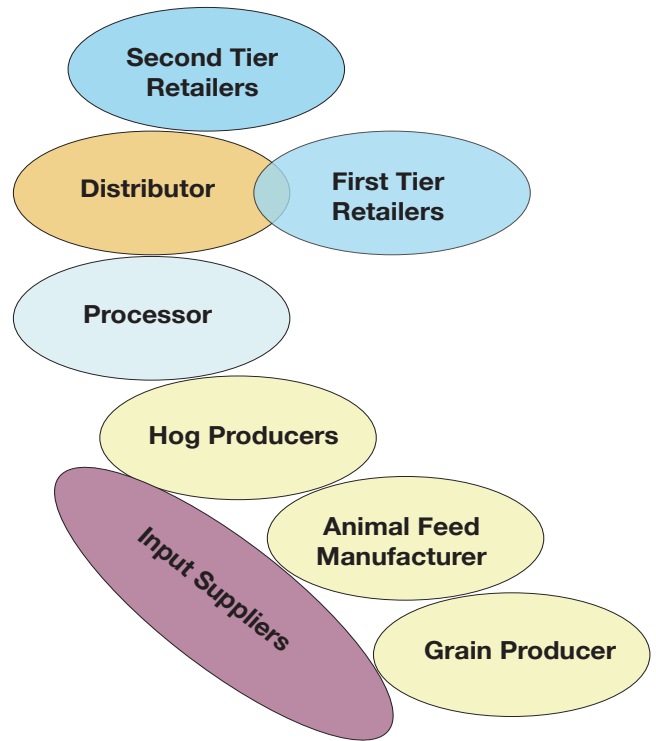 Second Tier
Retailers
Distributor
First Tier
Retailers
Processor
Hog Producers
Animal Feed
Manufacturer
Input Suppliers
Grain Producer